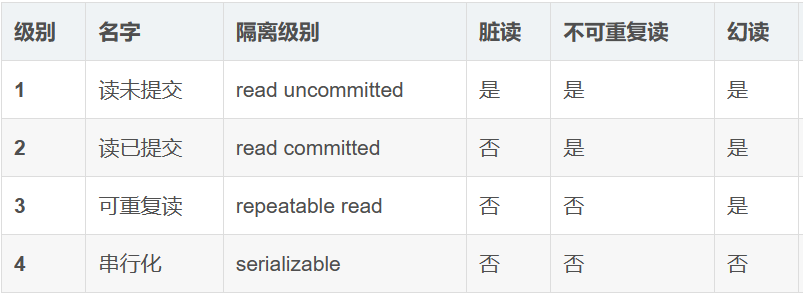 级别 名字 隔离级别 脏读 不可重复读 幻读
1 读未提交 read uncommitted 是 是 是
2 读已提交 read committed 否 是 是
3 可重复读 repeatable read 否 否 是
4 串行化 serializable 否 否 否